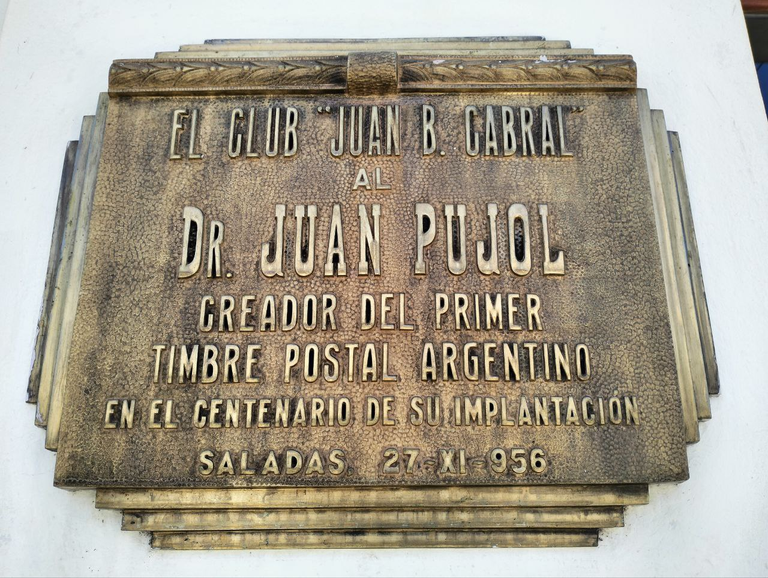 EL CLUB "JUAN B. CABRAL"
AL
DR. JUAN PUJOL
CREADOR DEL PRIMER
TIMBRE POSTAL ARGENTINO
EN EL CENTENARIO DE SU IMPLANTACIÓN
SALADAS 27-XI-956